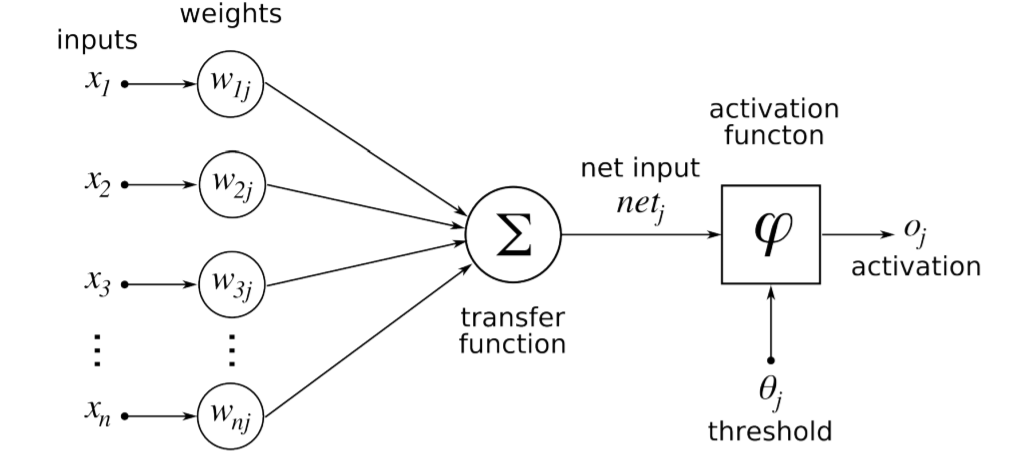 weights
inputs
x1
w1j
x2
w2j
x3
w3j
⋮ ⋮
xn
wnj
Σ
transfer
function
net input
netj
activation
functon
φ
oj
activation
θj
threshold